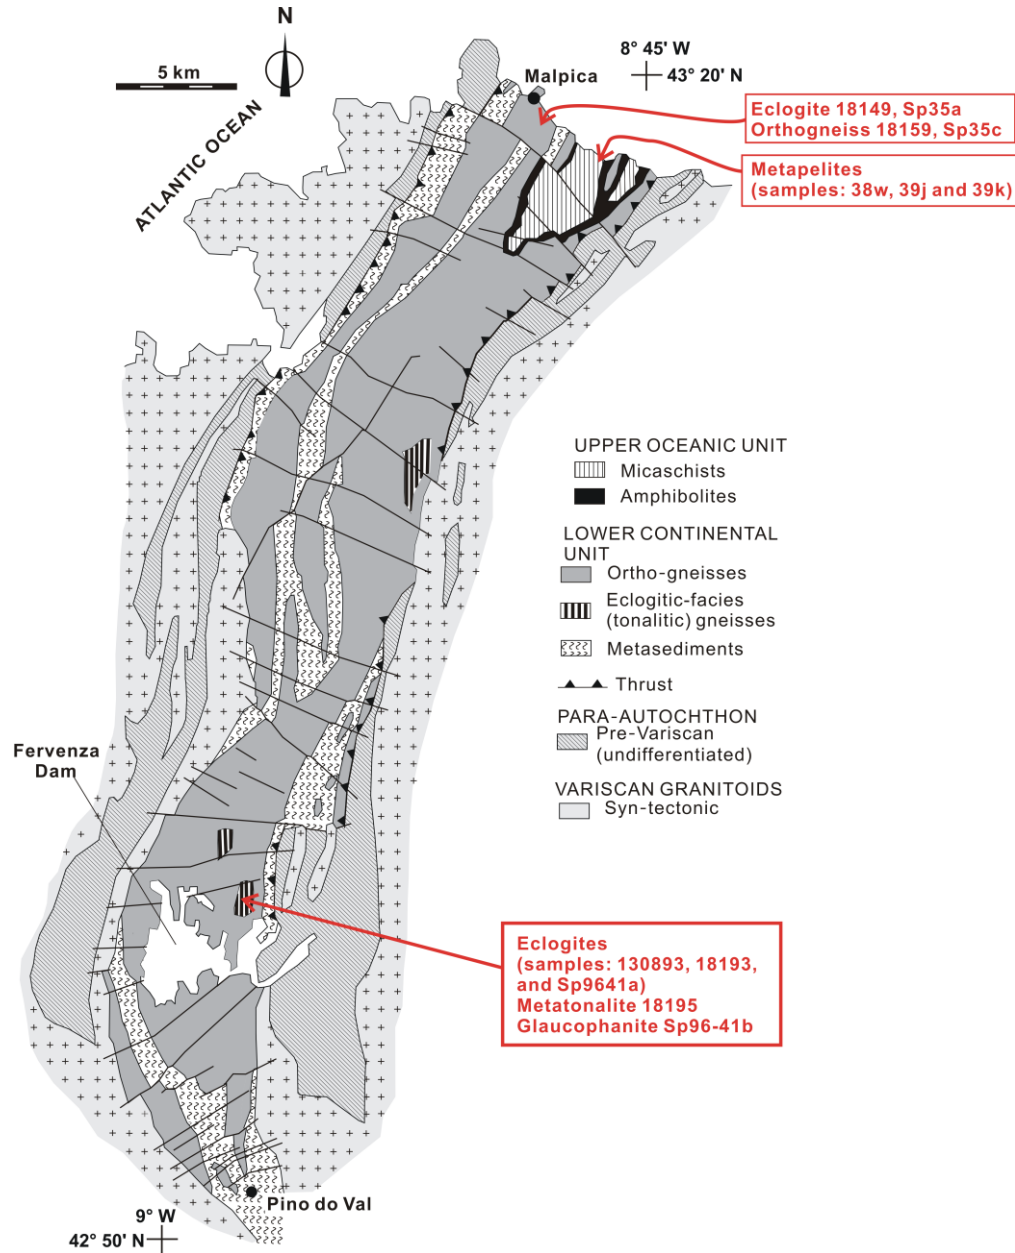 N
5 km
ATLANTIC OCEAN
Malpica
8° 45' W
43° 20' N
Eclogite 18149, Sp35a
Orthogneiss 18159, Sp35c
Metapelites
(samples: 38w, 39j and 39k)
UPPER OCEANIC UNIT
Micaschists
Amphibolites
LOWER CONTINENTAL
UNIT
Ortho-gneisses
Eclogitic-facies
(tonalitic) gneisses
Metasediments
Thrust
PARA-AUTOCHTHON
Pre-Variscan
(undifferentiated)
VARISCAN GRANITOIDS
Syn-tectonic
Fervenza
Dam
Eclogites
(samples: 130893, 18193,
and Sp9641a)
Metatonalite 18195
Glaucophanite Sp96-41b
Pino do Val
9° W
42° 50' N